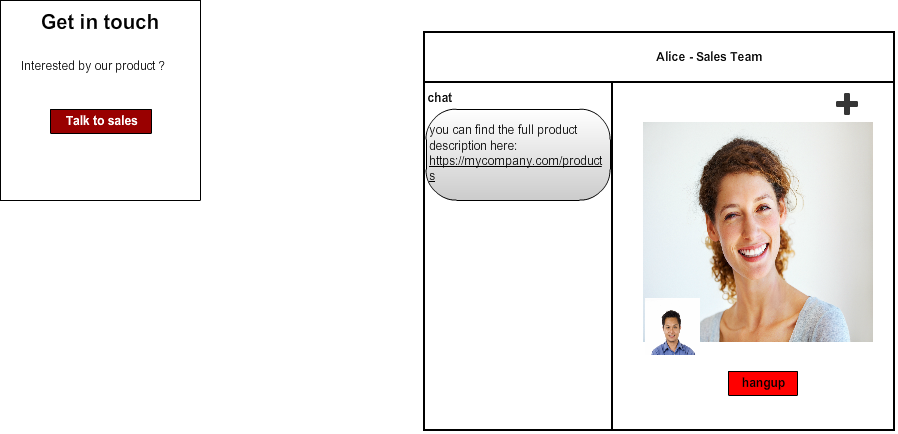 Get in touch
Interested by our product ?
Talk to sales
Alice - Sales Team
chat
you can find the full product
description here:
https://mycompany.com/product
s
hangup